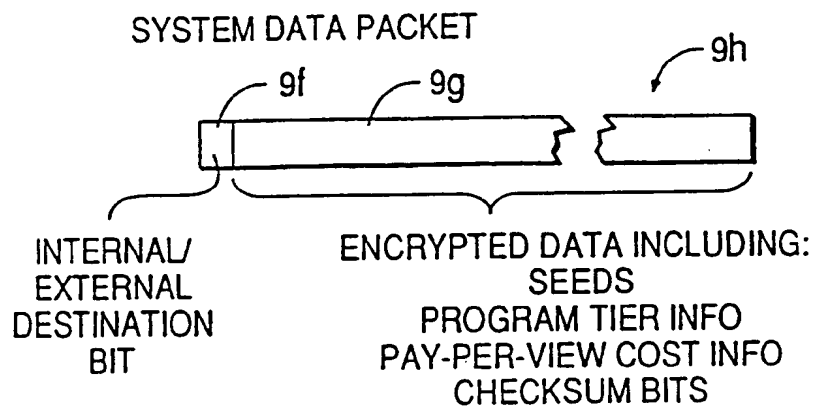 SYSTEM DATA PACKET
9f
9g
9h
INTERNAL/
EXTERNAL
DESTINATION
BIT
ENCRYPTED DATA INCLUDING:
SEEDS
PROGRAM TIER INFO
PAY-PER-VIEW COST INFO
CHECKSUM BITS